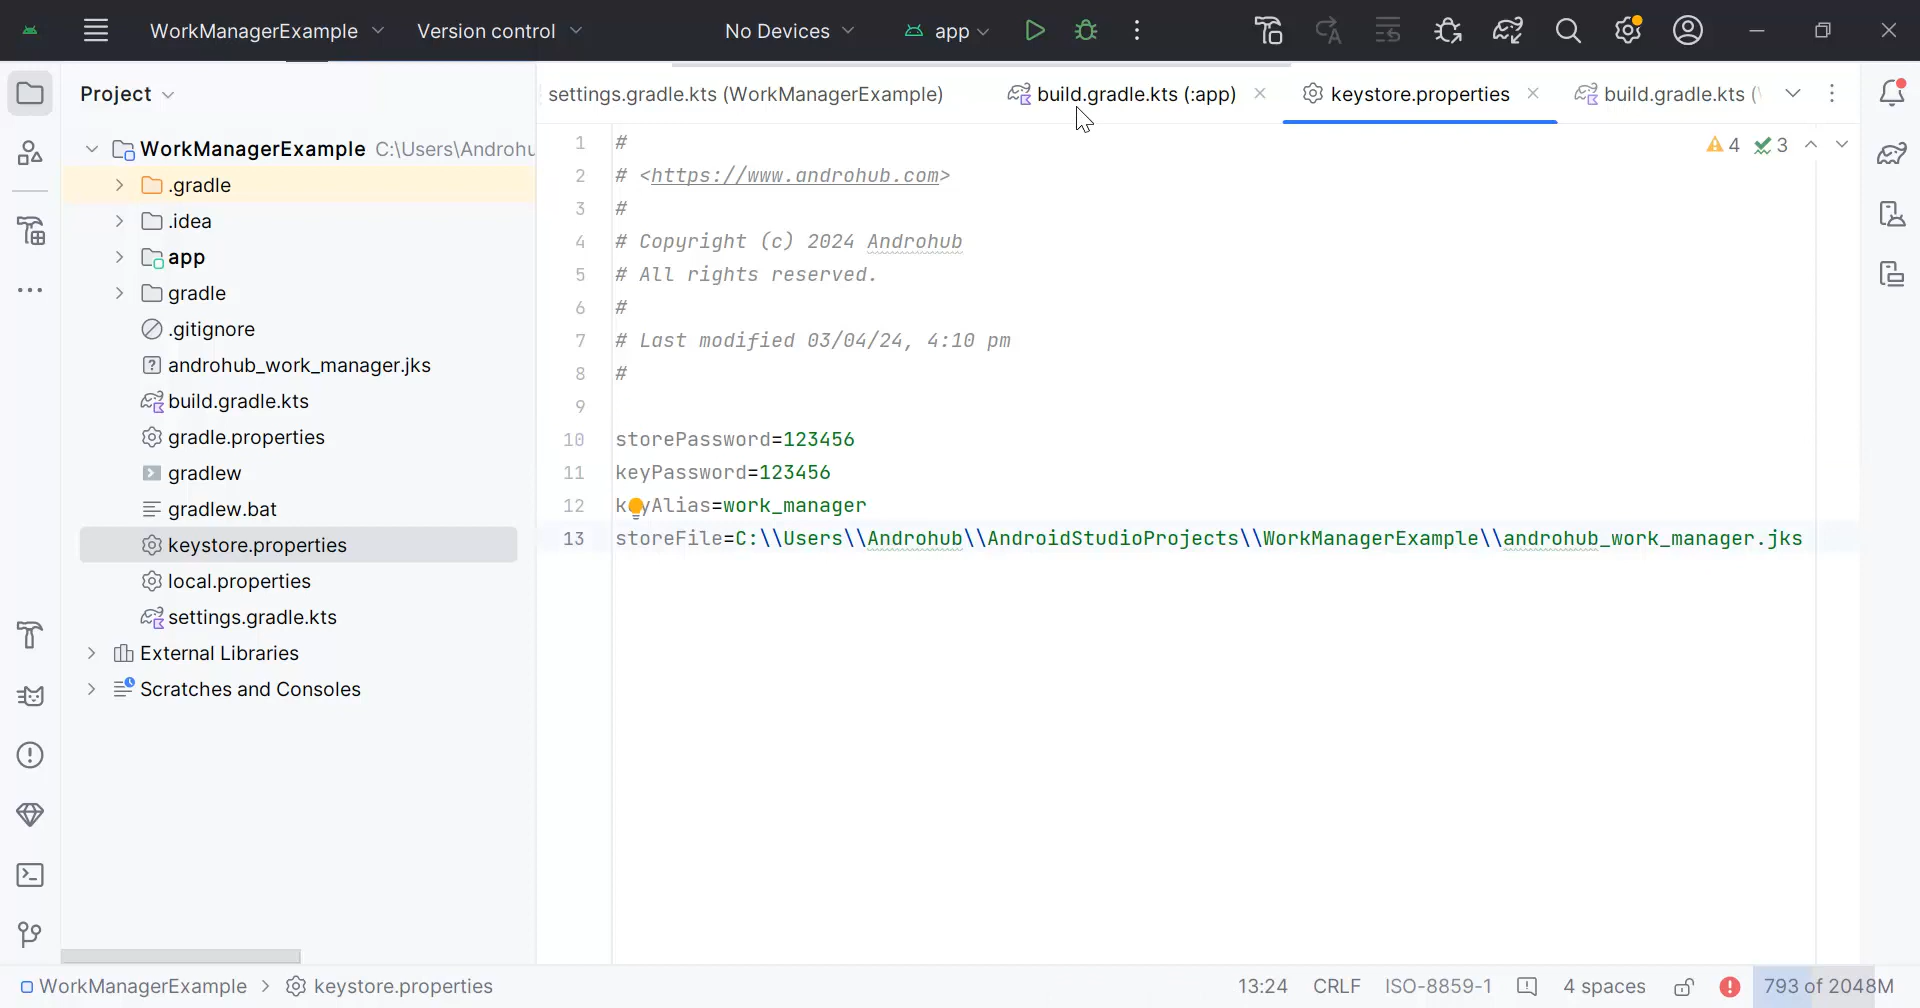 WorkManagerExample Version control No Devices app
Project
settings.gradle.kts (WorkManagerExample) build.gradle.kts (:app) keystore.properties build.gradle.kts (
WorkManagerExample C:\Users\Androhu
.gradle
.idea
app
gradle
.gitignore
androhub_work_manager.jks
build.gradle.kts
gradle.properties
gradlew
gradlew.bat
keystore.properties
local.properties
settings.gradle.kts
External Libraries
Scratches and Consoles
4 3
1 #
2 # <https://www.androhub.com>
3 #
4 # Copyright (c) 2024 Androhub
5 # All rights reserved.
6 #
7 # Last modified 03/04/24, 4:10 pm
8 #
9
10 storePassword=123456
11 keyPassword=123456
12 keyAlias=work_manager
13 storeFile=C:\\Users\\Androhub\\AndroidStudioProjects\\WorkManagerExample\\androhub_work_manager.jks
WorkManagerExample > keystore.properties 13:24 CRLF ISO-8859-1 4 spaces 793 of 2048M